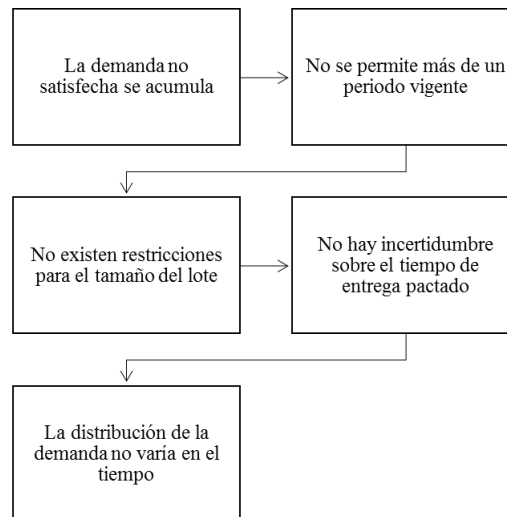 La demanda no
satisfecha se acumula
No se permite más de un
periodo vigente
No existen restricciones
para el tamaño del lote
No hay incertidumbre
sobre el tiempo de
entrega pactado
La distribución de la
demanda no varía en el
tiempo